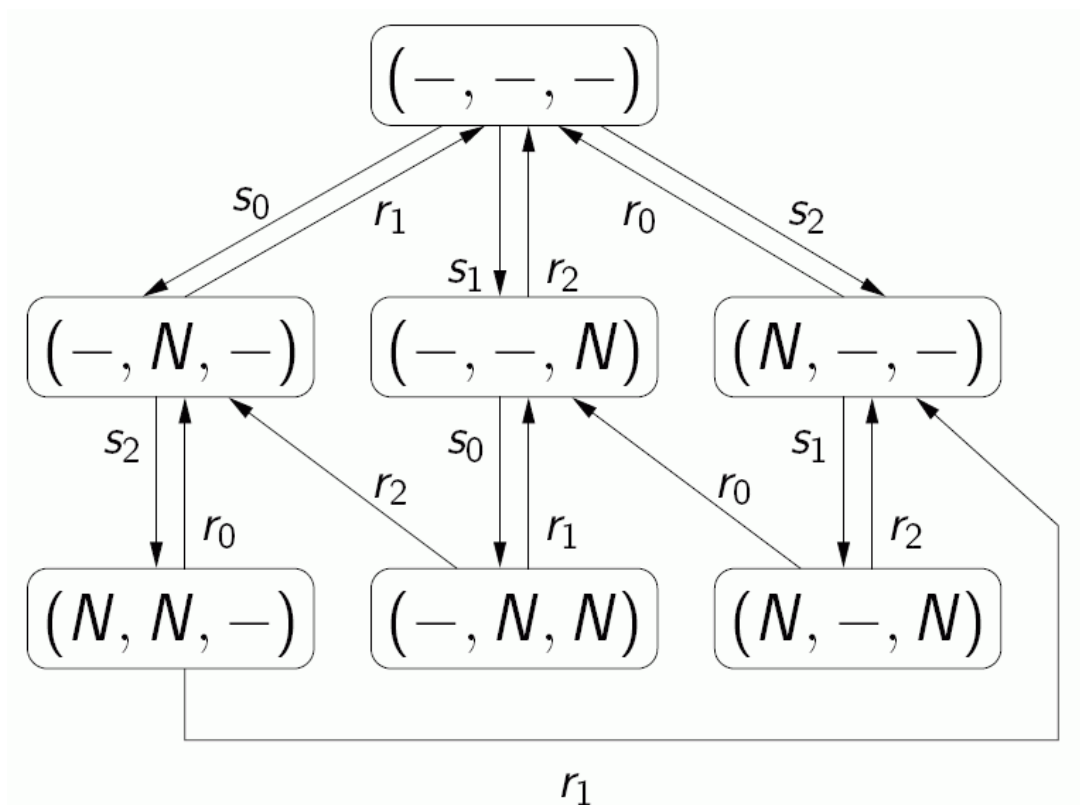 (−, −, −)
s₀ r₁ s₁ r₂ r₀ s₂
(−, N, −) (−, −, N) (N, −, −)
s₂ r₀ r₂ s₀ r₁ r₀ s₁ r₂
(N, N, −) (−, N, N) (N, −, N)
r₁